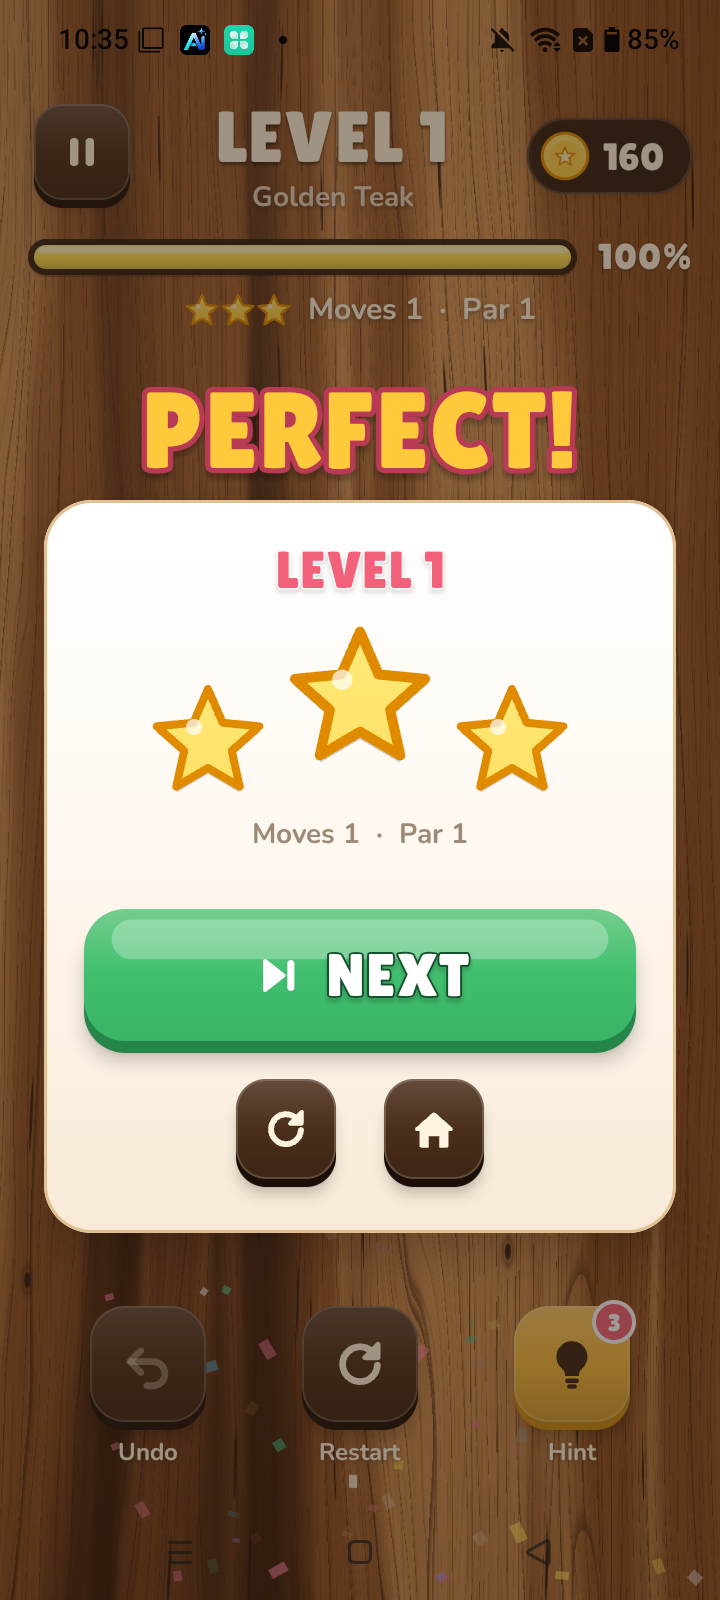 10:35
85%
LEVEL 1
160
Golden Teak
100%
Moves 1 · Par 1
PERFECT!
LEVEL 1
Moves 1 · Par 1
NEXT
3
Undo
Restart
Hint